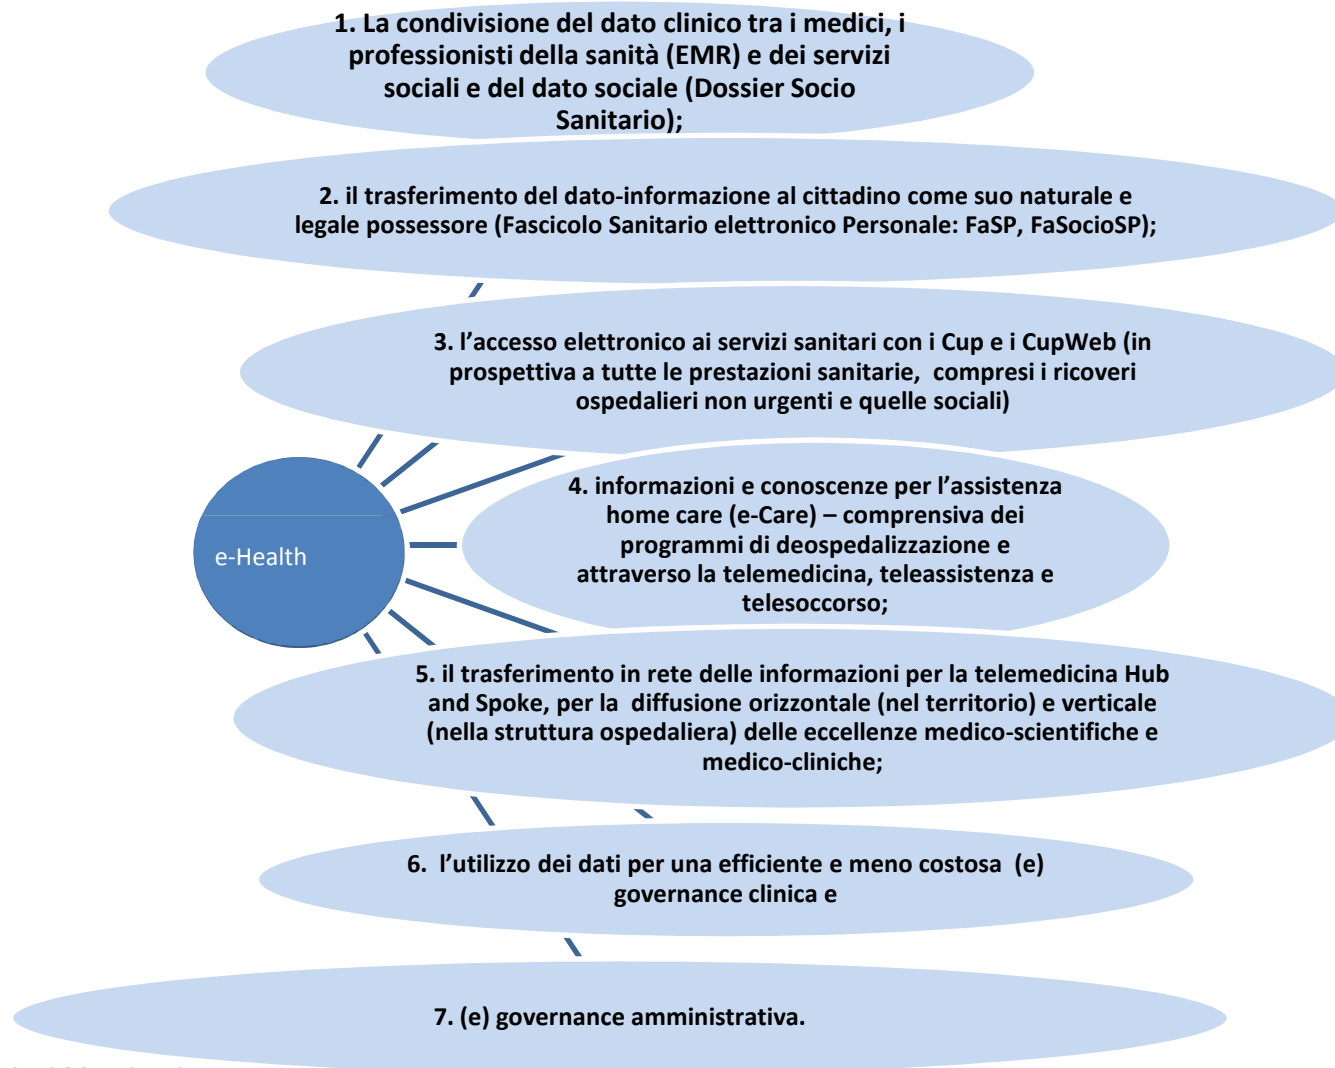 1. La condivisione del dato clinico tra i medici, i
professionisti della sanità (EMR) e dei servizi
sociali e del dato sociale (Dossier Socio
Sanitario);
2. il trasferimento del dato-informazione al cittadino come suo naturale e
legale possessore (Fascicolo Sanitario elettronico Personale: FaSP, FaSocioSP);
3. l’accesso elettronico ai servizi sanitari con i Cup e i CupWeb (in
prospettiva a tutte le prestazioni sanitarie, compresi i ricoveri
ospedalieri non urgenti e quelle sociali)
4. informazioni e conoscenze per l’assistenza
home care (e-Care) – comprensiva dei
programmi di deospedalizzazione e
attraverso la telemedicina, teleassistenza e
telesoccorso;
e-Health
5. il trasferimento in rete delle informazioni per la telemedicina Hub
and Spoke, per la diffusione orizzontale (nel territorio) e verticale
(nella struttura ospedaliera) delle eccellenze medico-scientifiche e
medico-cliniche;
6. l’utilizzo dei dati per una efficiente e meno costosa (e)
governance clinica e
7. (e) governance amministrativa.